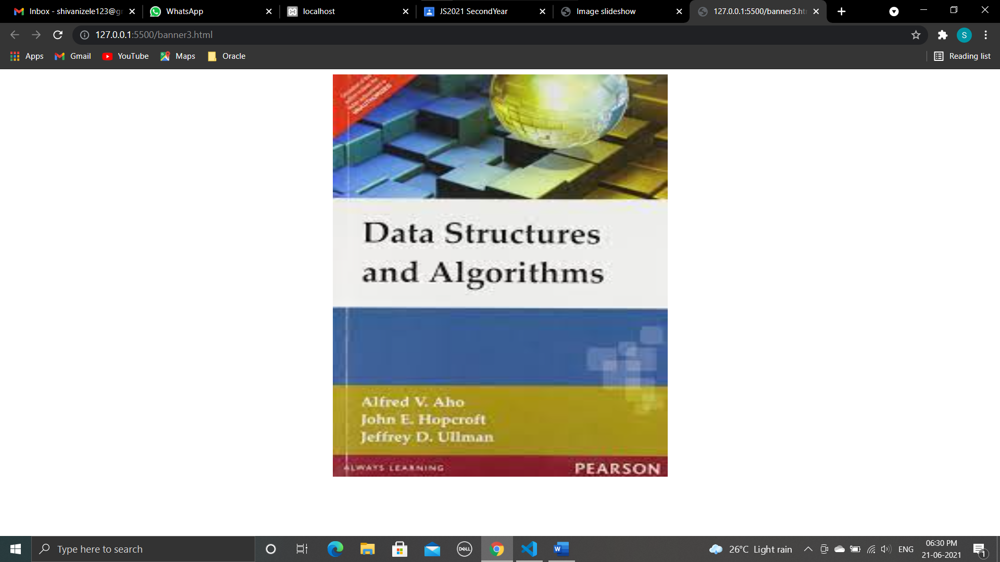 Inbox - shivanizele123@g
WhatsApp
localhost
JS2021 SecondYear
Image slideshow
127.0.0.1:5500/banner3.ht
127.0.0.1:5500/banner3.html
S
Apps
Gmail
YouTube
Maps
Oracle
Reading list
UNAUTHORIZED
Data Structures
and Algorithms
Alfred V. Aho
John E. Hopcroft
Jeffrey D. Ullman
ALWAYS LEARNING
PEARSON
Type here to search
DELL
W
26°C Light rain
ENG
06:30 PM
21-06-2021
1